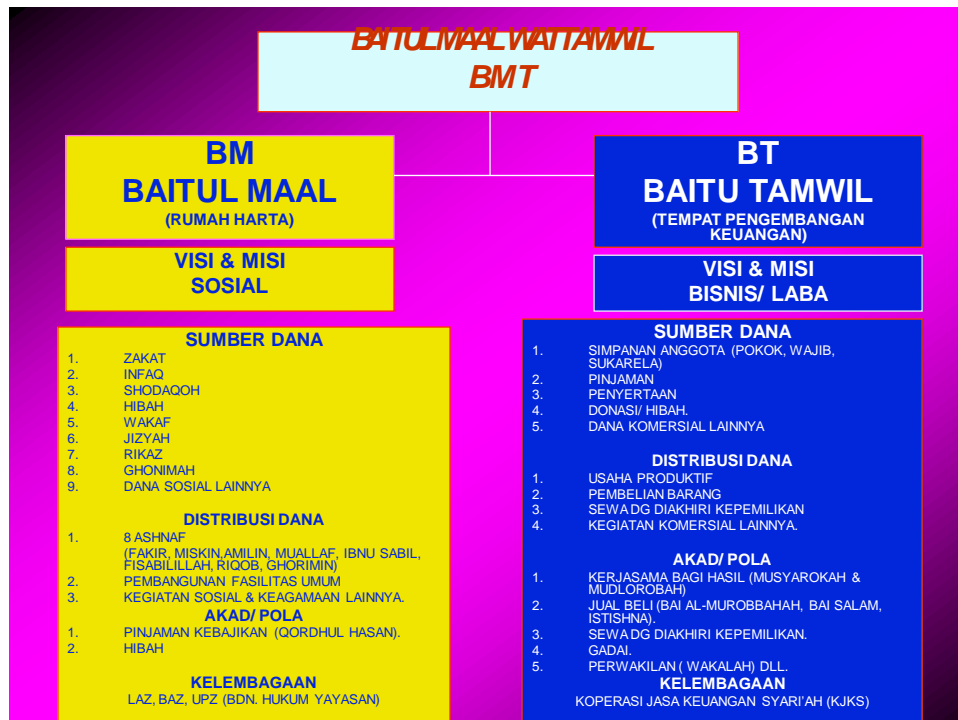 BAITUL MAAL WAT TAMWIL
BMT
BM
BAITUL MAAL
(RUMAH HARTA)
VISI & MISI
SOSIAL
SUMBER DANA
1. ZAKAT
2. INFAQ
3. SHODAQOH
4. HIBAH
5. WAKAF
6. JIZYAH
7. RIKAZ
8. GHONIMAH
9. DANA SOSIAL LAINNYA
DISTRIBUSI DANA
1. 8 ASHNAF
(FAKIR, MISKIN,AMILIN, MUALLAF, IBNU SABIL,
FISABILILLAH, RIQOB, GHORIMIN)
2. PEMBANGUNAN FASILITAS UMUM
3. KEGIATAN SOSIAL & KEAGAMAAN LAINNYA.
AKAD/ POLA
1. PINJAMAN KEBAJIKAN (QORDHUL HASAN).
2. HIBAH
KELEMBAGAAN
LAZ, BAZ, UPZ (BDN. HUKUM YAYASAN)
BT
BAITU TAMWIL
(TEMPAT PENGEMBANGAN
KEUANGAN)
VISI & MISI
BISNIS/ LABA
SUMBER DANA
1. SIMPANAN ANGGOTA (POKOK, WAJIB,
SUKARELA)
2. PINJAMAN
3. PENYERTAAN
4. DONASI/ HIBAH.
5. DANA KOMERSIAL LAINNYA
DISTRIBUSI DANA
1. USAHA PRODUKTIF
2. PEMBELIAN BARANG
3. SEWA DG DIAKHIRI KEPEMILIKAN
4. KEGIATAN KOMERSIAL LAINNYA.
AKAD/ POLA
1. KERJASAMA BAGI HASIL (MUSYAROKAH &
MUDLOROBAH)
2. JUAL BELI (BAI AL-MUROBBAHAH, BAI SALAM,
ISTISHNA).
3. SEWA DG DIAKHIRI KEPEMILIKAN.
4. GADAI.
5. PERWAKILAN ( WAKALAH) DLL.
KELEMBAGAAN
KOPERASI JASA KEUANGAN SYARI'AH (KJKS)